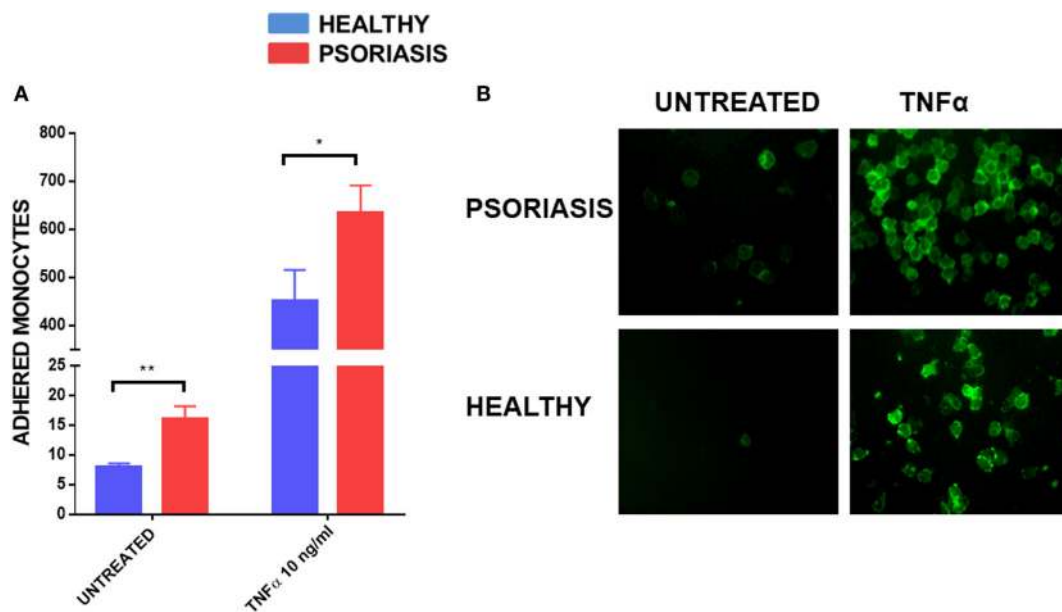 HEALTHY
PSORIASIS
A
ADHERED MONOCYTES
800
700
600
500
400
25
20
15
10
5
0
**
*
UNTREATED
TNFα 10 ng/ml
B
UNTREATED TNFα
PSORIASIS
HEALTHY